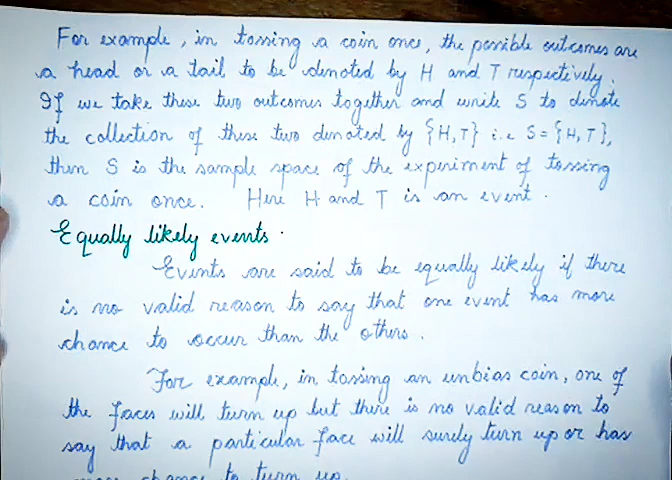 For example, in tossing a coin once, the possible outcomes are
a head or a tail to be denoted by H and T respectively.
If we take these two outcomes together and write S to denote
the collection of these two denoted by {H,T} i.e S = {H, T},
then S is the sample space of the experiment of tossing
a coin once. Here H and T is an event.
Equally likely events.
Events are said to be equally likely if there
is no valid reason to say that one event has more
chance to occur than the others.
For example, in tossing an unbias coin, one of
the faces will turn up but there is no valid reason to
say that a particular face will surely turn up or has
more chance to turn up.